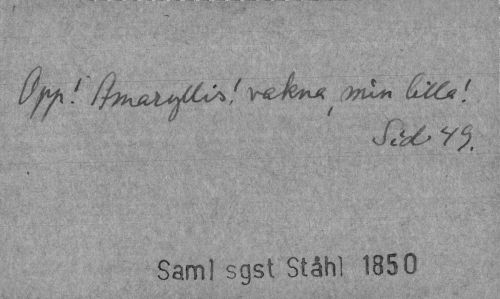 Opp! Amaryllis! vakna, min lilla!
Sid 49.
Saml sgst Ståhl 1850